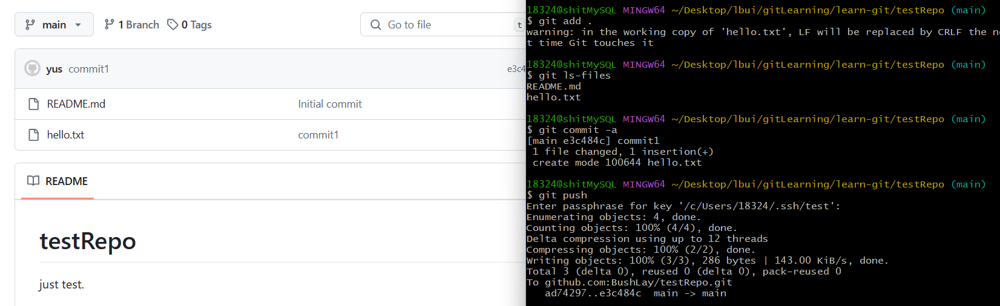 main
1 Branch
0 Tags
Go to file
t
yus commit1 e3c4
README.md Initial commit
hello.txt commit1
README
testRepo
just test.
18324@shitMySQL MINGW64 ~/Desktop/lbui/gitLearning/learn-git/testRepo (main)
$ git add .
warning: in the working copy of 'hello.txt', LF will be replaced by CRLF the ne
t time Git touches it
18324@shitMySQL MINGW64 ~/Desktop/lbui/gitLearning/learn-git/testRepo (main)
$ git ls-files
README.md
hello.txt
18324@shitMySQL MINGW64 ~/Desktop/lbui/gitLearning/learn-git/testRepo (main)
$ git commit -a
[main e3c484c] commit1
1 file changed, 1 insertion(+)
create mode 100644 hello.txt
18324@shitMySQL MINGW64 ~/Desktop/lbui/gitLearning/learn-git/testRepo (main)
$ git push
Enter passphrase for key '/c/Users/18324/.ssh/test':
Enumerating objects: 4, done.
Counting objects: 100% (4/4), done.
Delta compression using up to 12 threads
Compressing objects: 100% (2/2), done.
Writing objects: 100% (3/3), 286 bytes | 143.00 KiB/s, done.
Total 3 (delta 0), reused 0 (delta 0), pack-reused 0
To github.com:BushLay/testRepo.git
ad74297..e3c484c main -> main